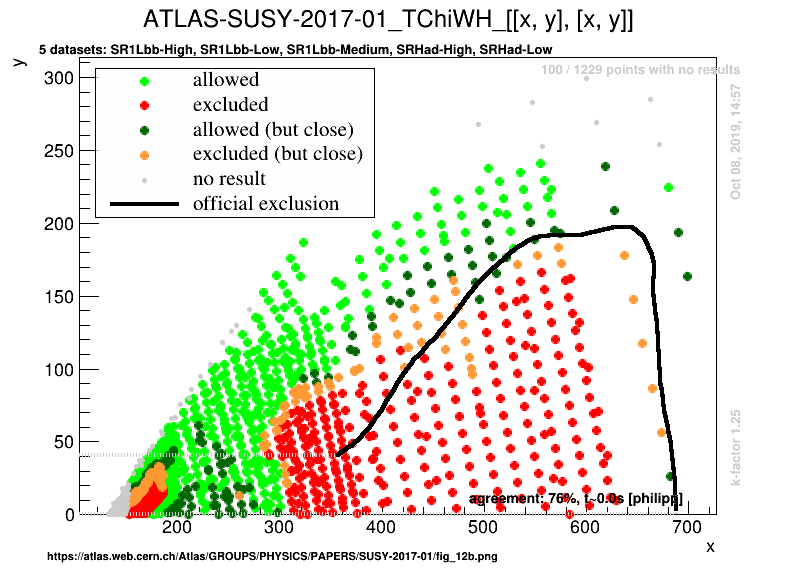 ATLAS-SUSY-2017-01_TChiWH_[[x, y], [x, y]]
5 datasets: SR1Lbb-High, SR1Lbb-Low, SR1Lbb-Medium, SRHad-High, SRHad-Low
y
100 / 1229 points with no results
allowed
excluded
allowed (but close)
excluded (but close)
no result
official exclusion
Oct 08, 2019, 14:57
k-factor 1.25
300
250
200
150
100
50
0
agreement: 76%, t~0.0s [philipp]
200 300 400 500 600 700
x
https://atlas.web.cern.ch/Atlas/GROUPS/PHYSICS/PAPERS/SUSY-2017-01/fig_12b.png